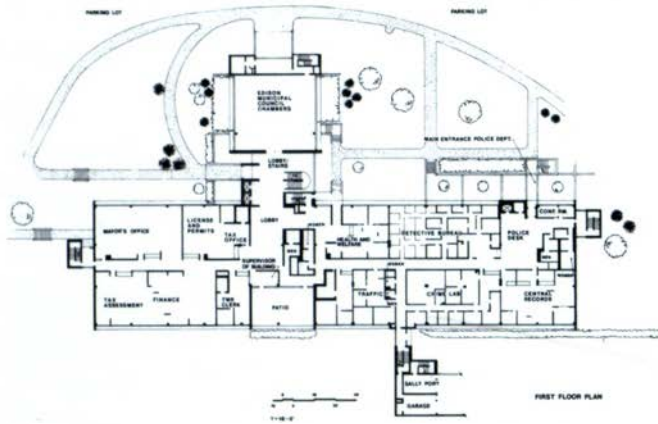 PARKING LOT
PARKING LOT
EDISON
MUNICIPAL
COUNCIL
CHAMBERS
MAIN ENTRANCE POLICE DEPT.
LOBBY/
STAIRS
MAYOR'S OFFICE
LICENSE
AND
PERMITS
TAX
OFFICE
LOBBY
HEALTH AND
WELFARE
DETECTIVE BUREAU
POLICE
DESK
CONF. RM.
SUPERVISOR
OF BUILDING
TAX
ASSESSMENT
FINANCE
TWP.
CLERK
PATIO
TRAFFIC
CRIME LAB
CENTRAL
RECORDS
SALLY PORT
GARAGE
FIRST FLOOR PLAN